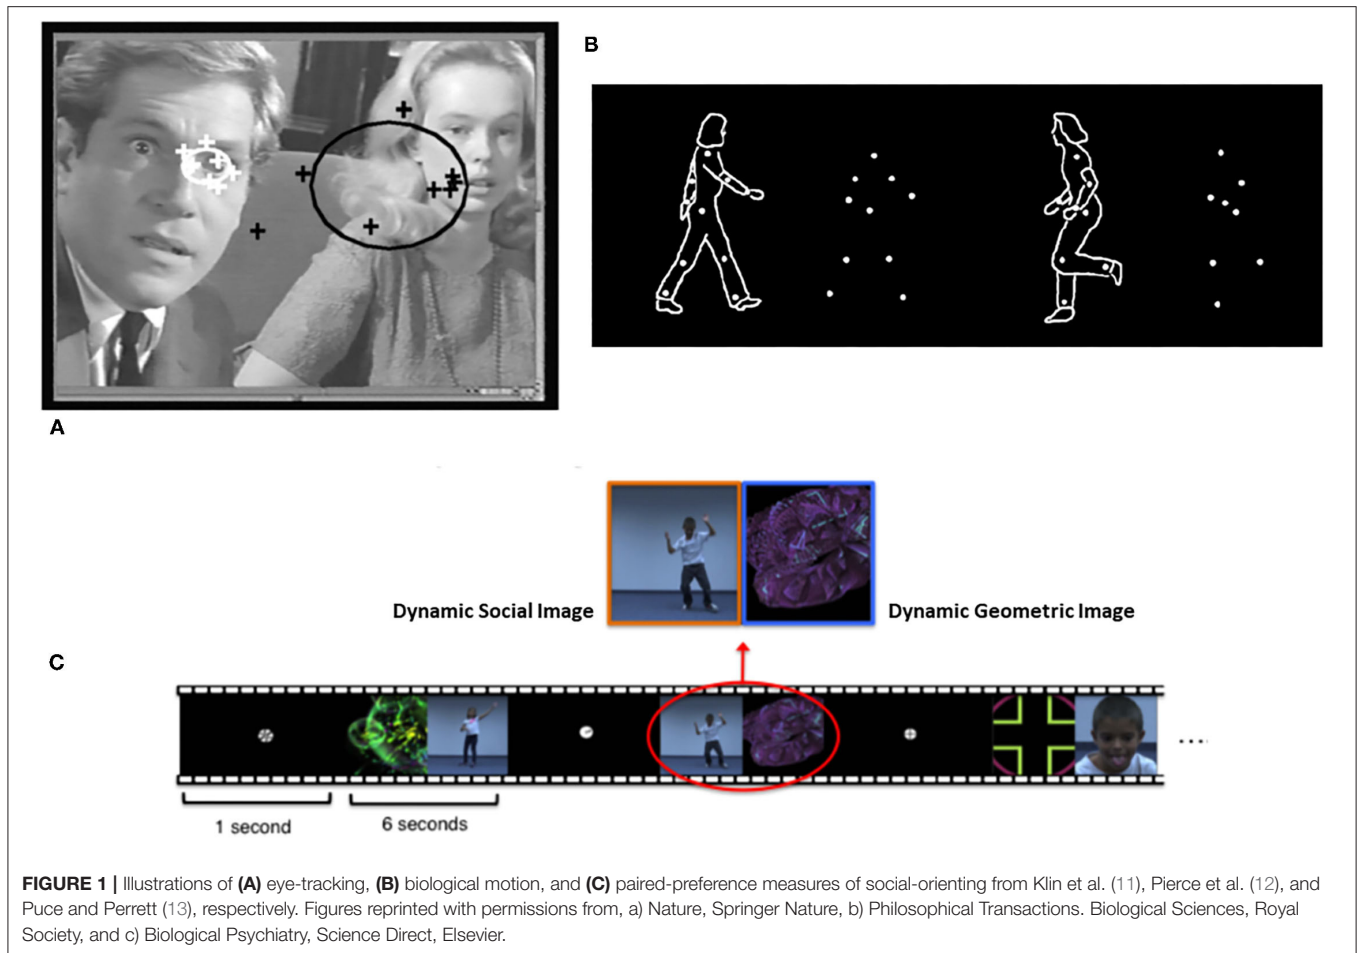 B
A
Dynamic Social Image
Dynamic Geometric Image
C
1 second
6 seconds
FIGURE 1 | Illustrations of (A) eye-tracking, (B) biological motion, and (C) paired-preference measures of social-orienting from Klin et al. (11), Pierce et al. (12), and
Puce and Perrett (13), respectively. Figures reprinted with permissions from, a) Nature, Springer Nature, b) Philosophical Transactions. Biological Sciences, Royal
Society, and c) Biological Psychiatry, Science Direct, Elsevier.